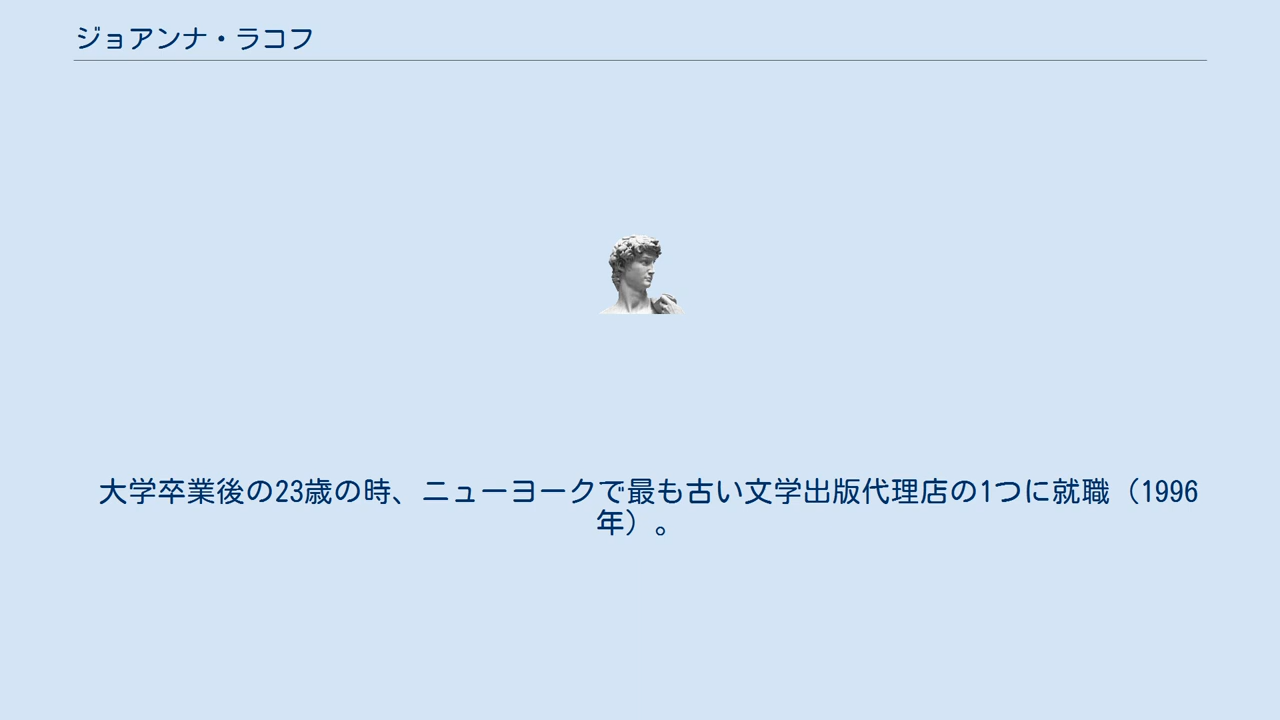 ジョアンナ・ラコフ
大学卒業後の23歳の時、ニューヨークで最も古い文学出版代理店の1つに就職（1996
年）。